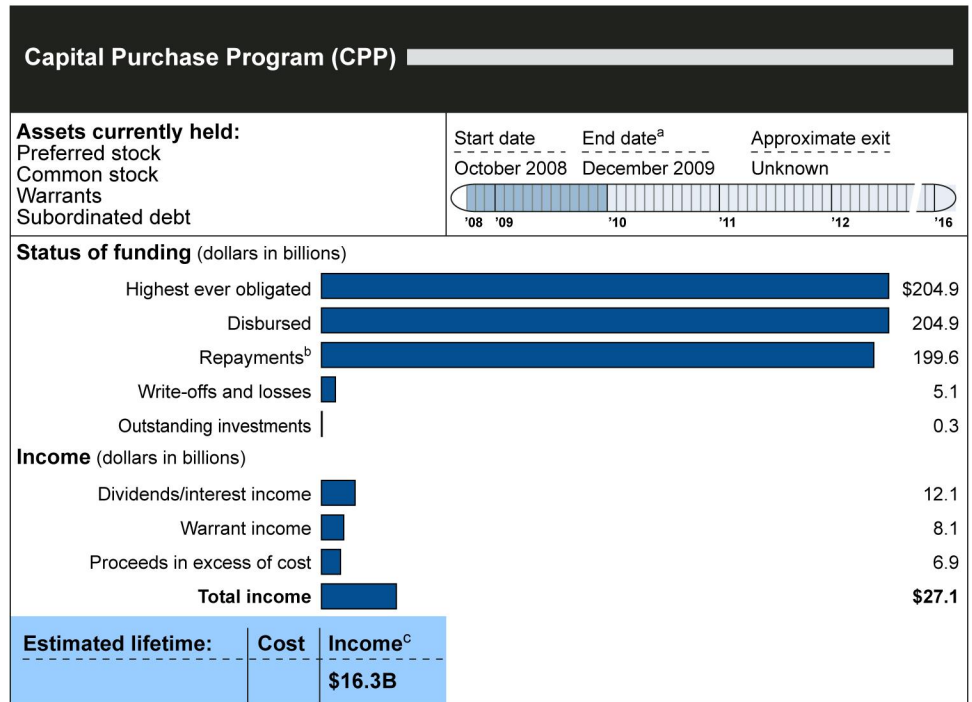 Capital Purchase Program (CPP)
Assets currently held:
Preferred stock
Common stock
Warrants
Subordinated debt
Start date End dateᵃ Approximate exit
October 2008 December 2009 Unknown
’08 ’09 ’10 ’11 ’12 ’16
Status of funding (dollars in billions)
Highest ever obligated $204.9
Disbursed 204.9
Repaymentsᵇ 199.6
Write-offs and losses 5.1
Outstanding investments 0.3
Income (dollars in billions)
Dividends/interest income 12.1
Warrant income 8.1
Proceeds in excess of cost 6.9
Total income $27.1
Estimated lifetime: Cost Incomeᶜ
$16.3B